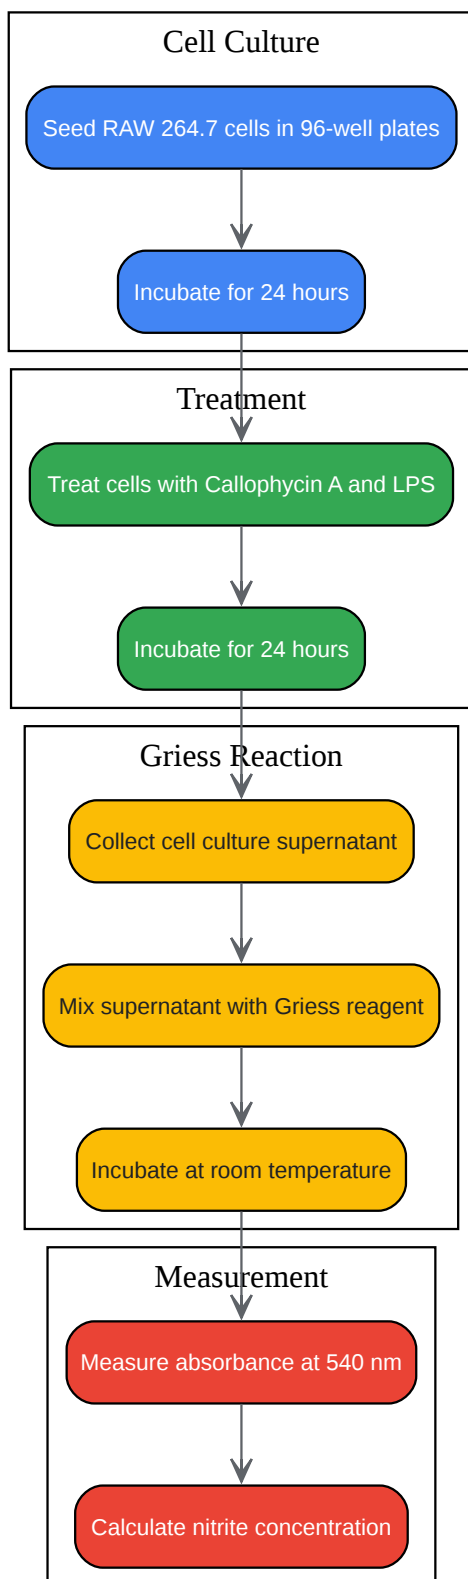 Cell Culture
Seed RAW 264.7 cells in 96-well plates
Incubate for 24 hours
Treatment
Treat cells with Callophycin A and LPS
Incubate for 24 hours
Griess Reaction
Collect cell culture supernatant
Mix supernatant with Griess reagent
Incubate at room temperature
Measurement
Measure absorbance at 540 nm
Calculate nitrite concentration